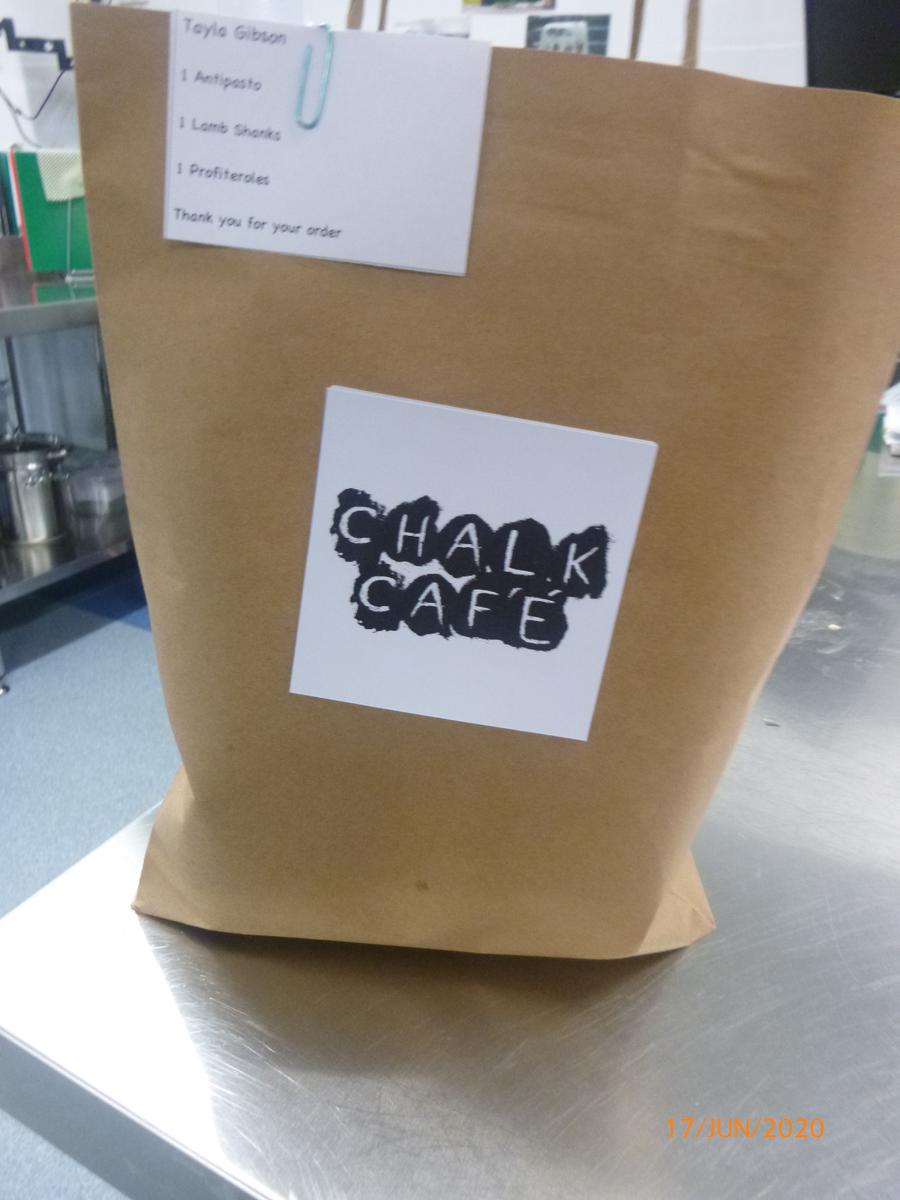 Tayla Gibson
1 Antipasto
1 Lamb Shanks
1 Profiteroles
Thank you for your order
CHALK
CAFÉ
17/JUN/2020